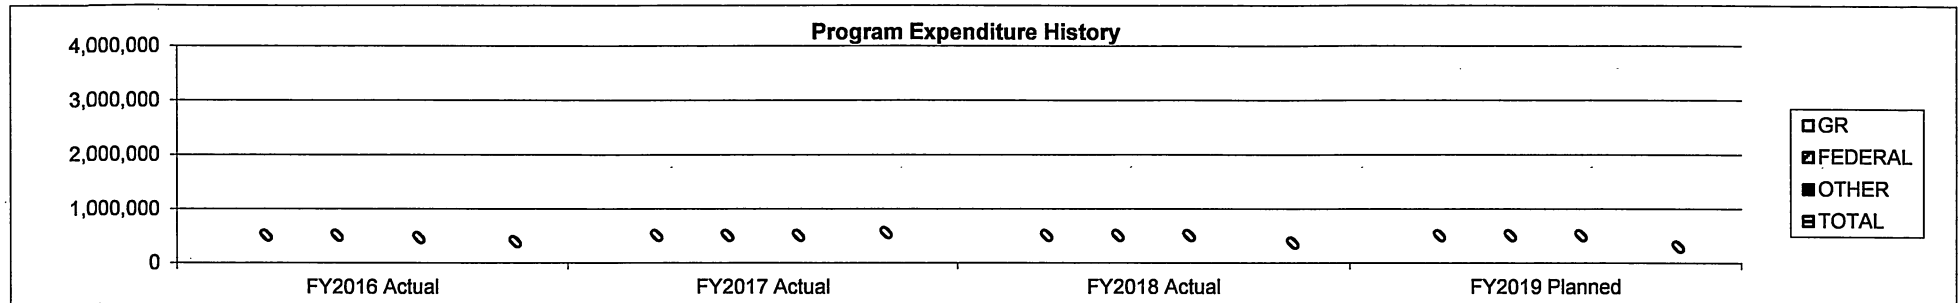 Program Expenditure History
4,000,000
3,000,000
2,000,000
1,000,000
0
0 0 0 0 0 0 0 0 0 0 0 0 0 0 0 0
FY2016 Actual FY2017 Actual FY2018 Actual FY2019 Planned
GR
FEDERAL
OTHER
TOTAL